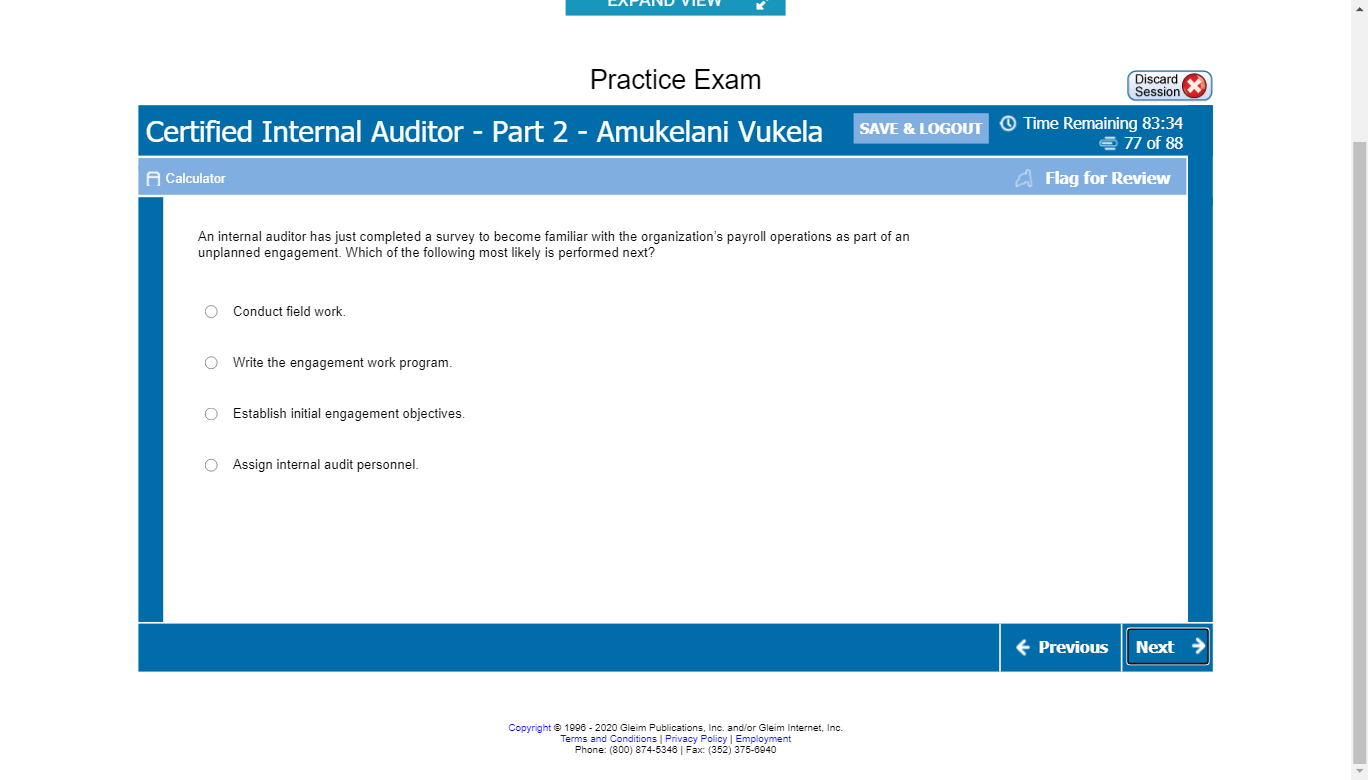 EXPAND VIEW
Practice Exam
Discard
Session
Certified Internal Auditor - Part 2 - Amukelani Vukela
SAVE & LOGOUT
Time Remaining 83:34
77 of 88
Calculator
Flag for Review
An internal auditor has just completed a survey to become familiar with the organization's payroll operations as part of an
unplanned engagement. Which of the following most likely is performed next?
Conduct field work.
Write the engagement work program.
Establish initial engagement objectives.
Assign internal audit personnel.
Previous
Next
Copyright © 1996 - 2020 Gleim Publications, Inc. and/or Gleim Internet, Inc.
Terms and Conditions | Privacy Policy | Employment
Phone: (800) 874-5346 | Fax: (352) 375-6940